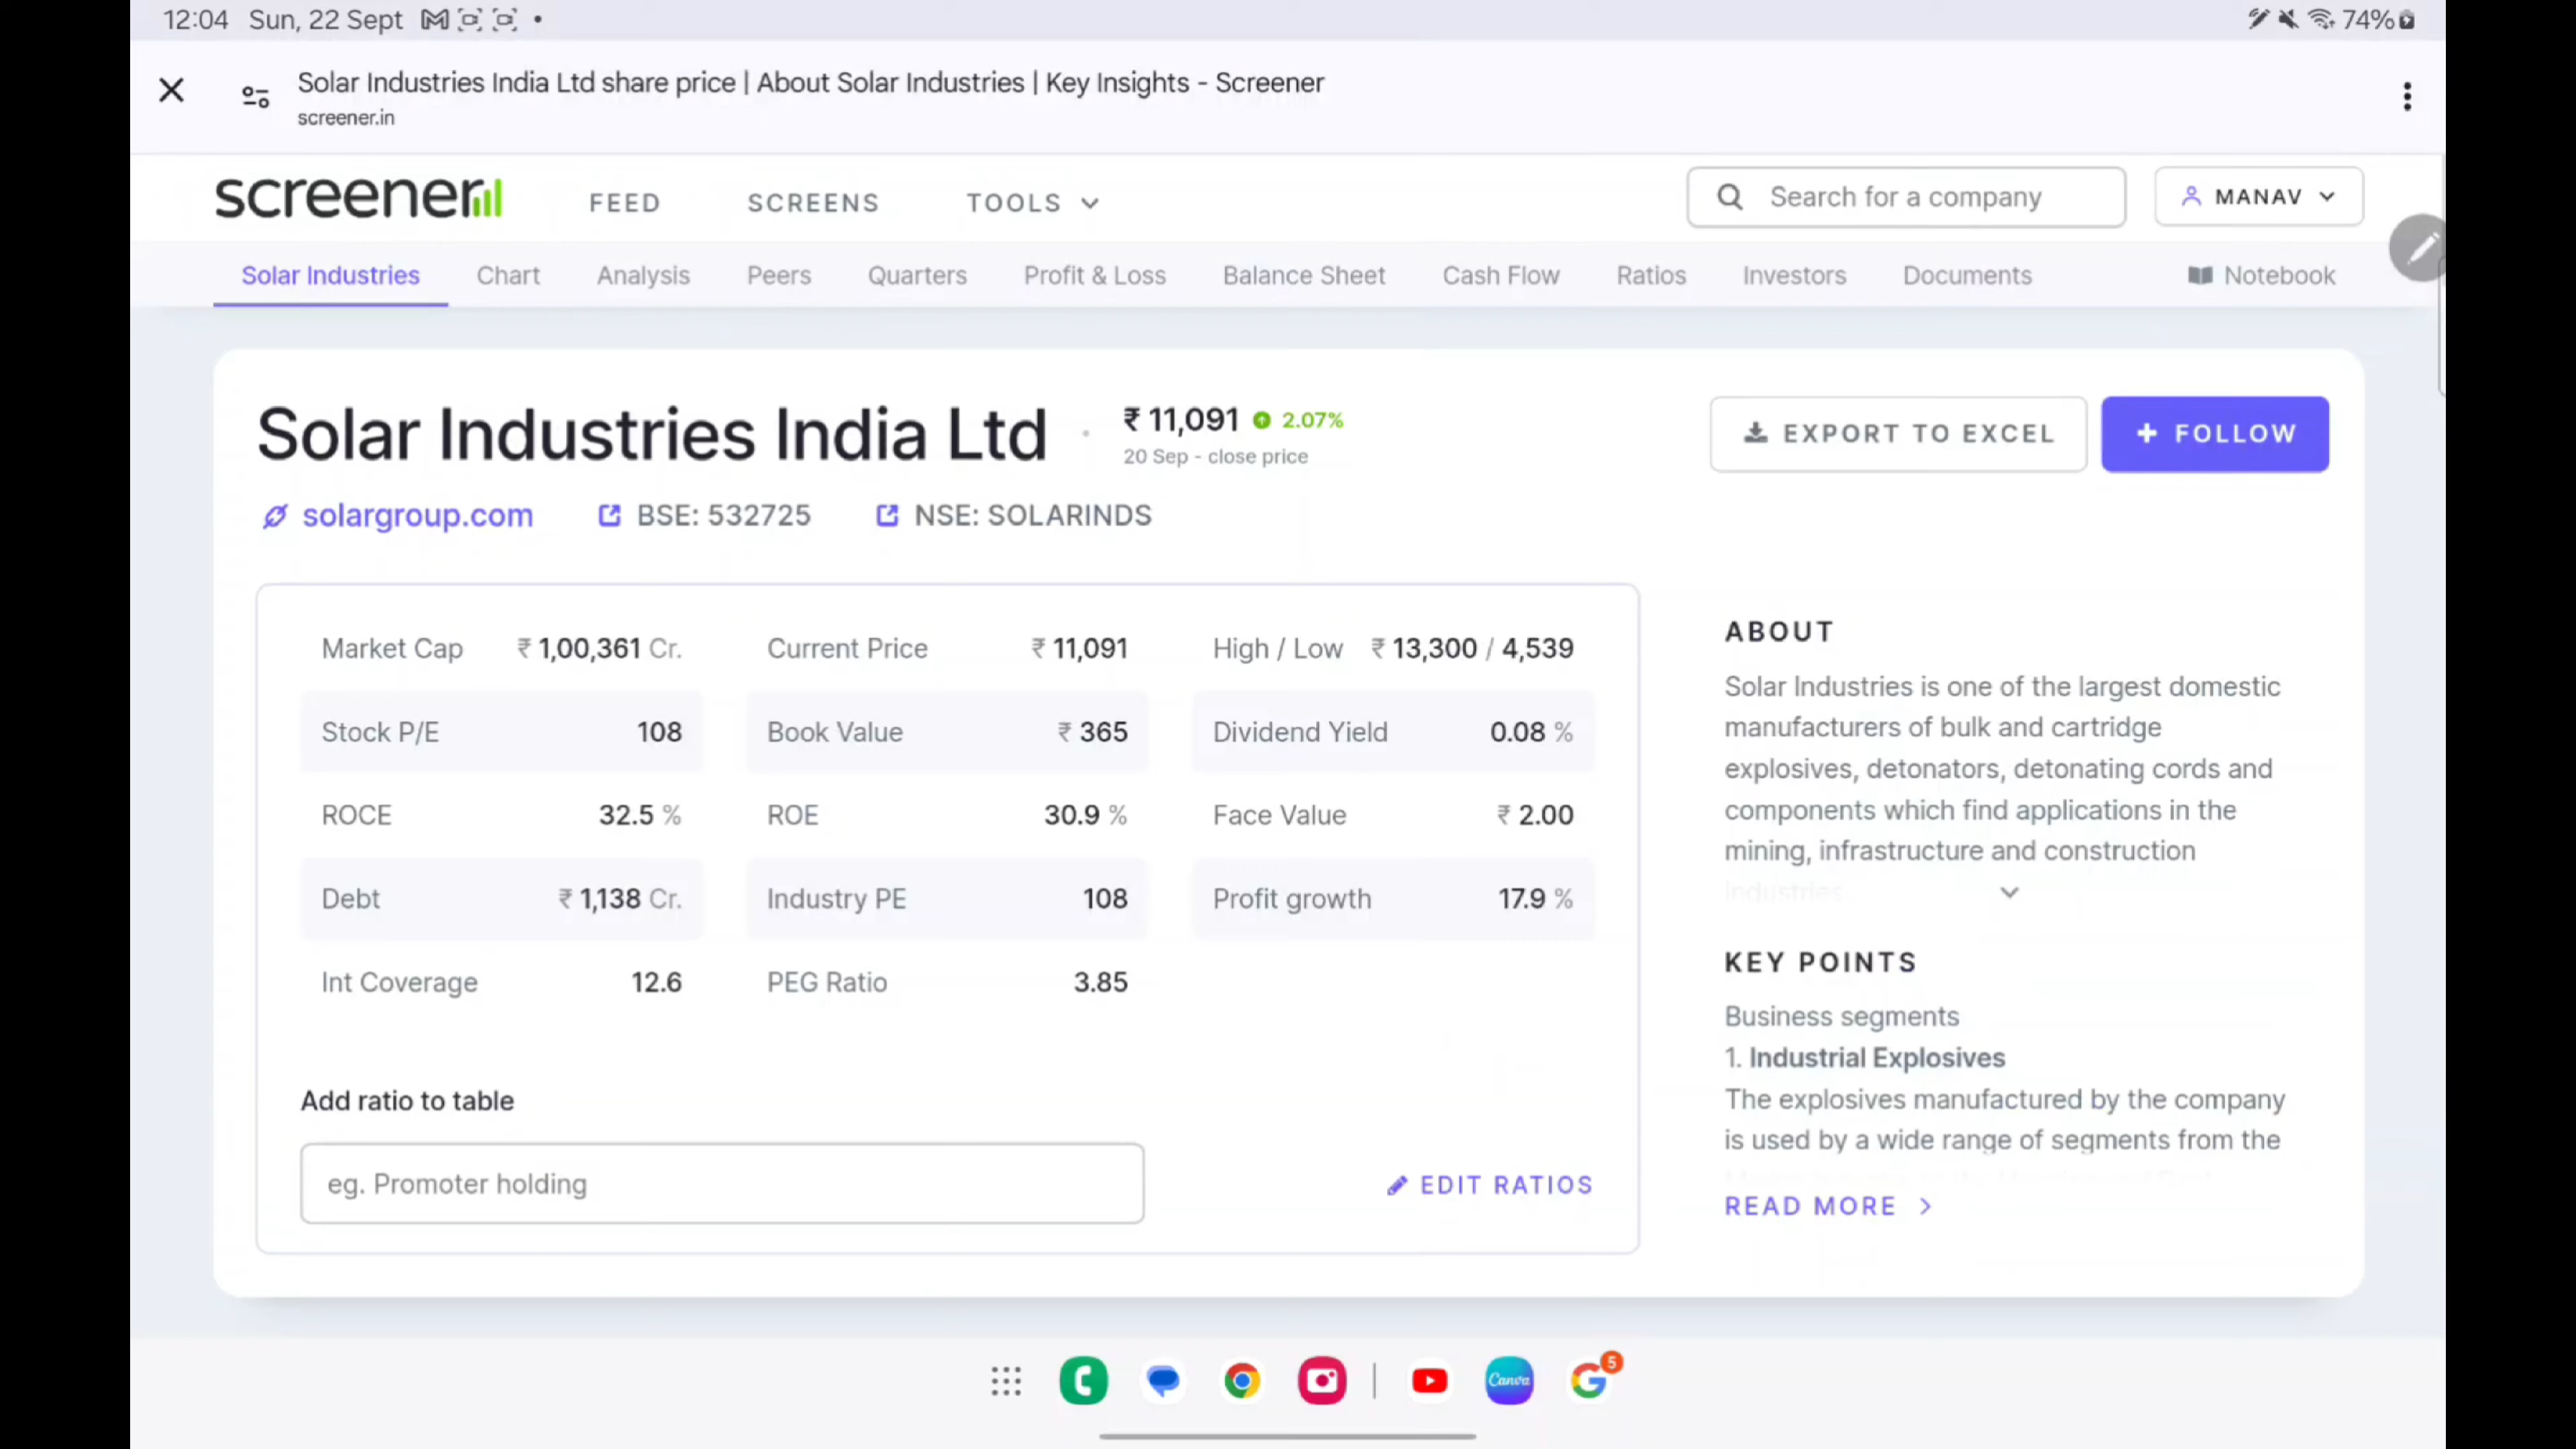 12:04 Sun, 22 Sept
74%
Solar Industries India Ltd share price | About Solar Industries | Key Insights - Screener
screener.in
screener
FEED SCREENS TOOLS
Search for a company
MANAV
Solar Industries Chart Analysis Peers Quarters Profit & Loss Balance Sheet Cash Flow Ratios Investors Documents Notebook
Solar Industries India Ltd
₹ 11,091 2.07%
20 Sep - close price
EXPORT TO EXCEL
+ FOLLOW
solargroup.com BSE: 532725 NSE: SOLARINDS
Market Cap ₹ 1,00,361 Cr. Current Price ₹ 11,091 High / Low ₹ 13,300 / 4,539
Stock P/E 108 Book Value ₹ 365 Dividend Yield 0.08 %
ROCE 32.5 % ROE 30.9 % Face Value ₹ 2.00
Debt ₹ 1,138 Cr. Industry PE 108 Profit growth 17.9 %
Int Coverage 12.6 PEG Ratio 3.85
Add ratio to table
eg. Promoter holding
EDIT RATIOS
ABOUT
Solar Industries is one of the largest domestic
manufacturers of bulk and cartridge
explosives, detonators, detonating cords and
components which find applications in the
mining, infrastructure and construction
industries
KEY POINTS
Business segments
1. Industrial Explosives
The explosives manufactured by the company
is used by a wide range of segments from the
READ MORE
Canva
G 5